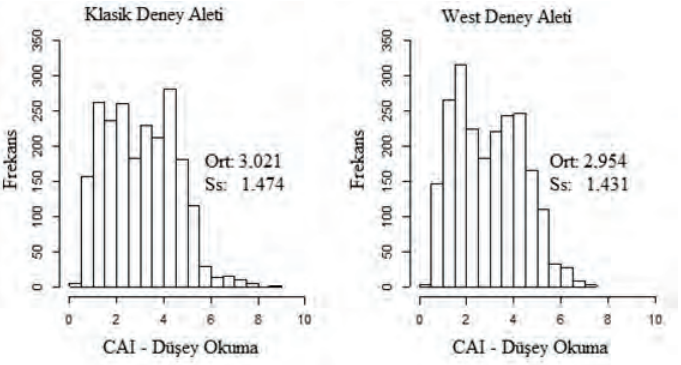 Klasik Deney Aleti
Frekans
0 50 100 150 200 250 300 350
Ort: 3.021
Ss: 1.474
0 2 4 6 8 10
CAI - Düşey Okuma
West Deney Aleti
Frekans
0 50 100 150 200 250 300 350
Ort: 2.954
Ss: 1.431
0 2 4 6 8 10
CAI - Düşey Okuma